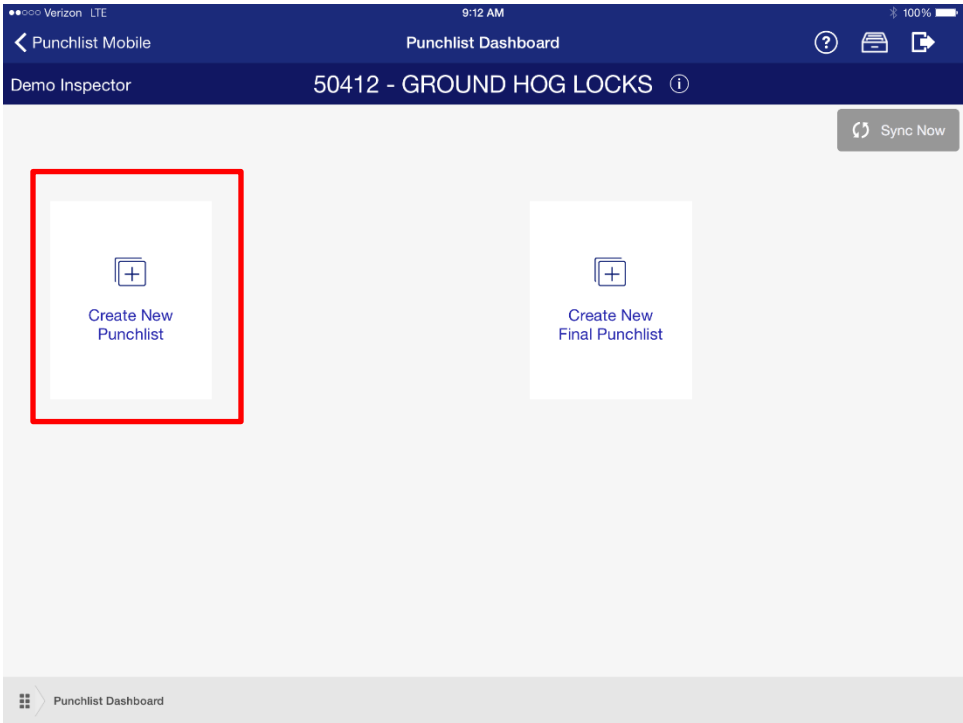 Verizon LTE
9:12 AM
100%
Punchlist Mobile
Punchlist Dashboard
?
Demo Inspector
50412 - GROUND HOG LOCKS
i
Sync Now
Create New
Punchlist
Create New
Final Punchlist
Punchlist Dashboard